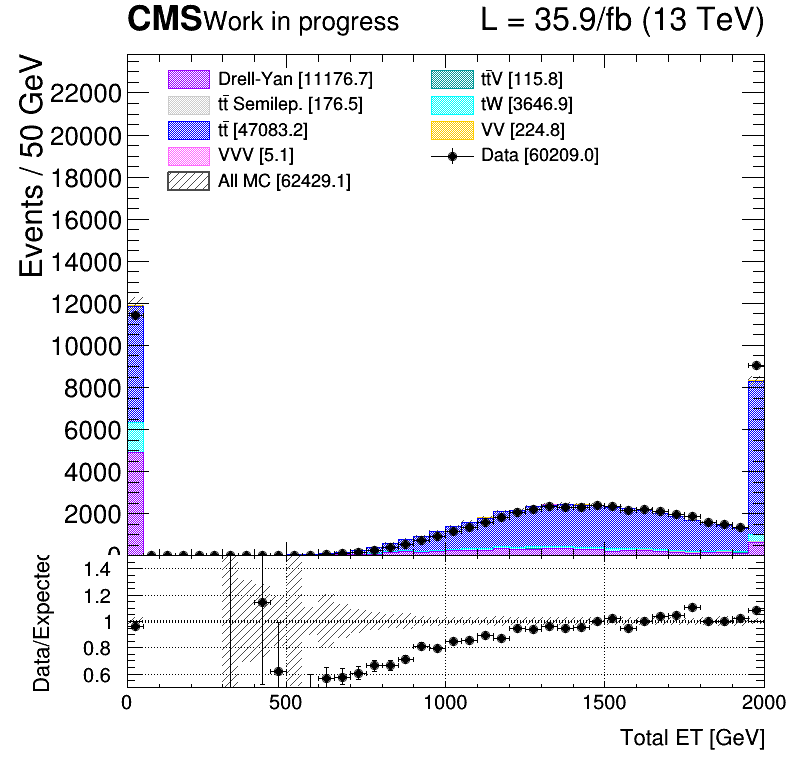 CMS Work in progress L = 35.9/fb (13 TeV)
Events / 50 GeV
22000
20000
18000
16000
14000
12000
10000
8000
6000
4000
2000
0
Drell-Yan [11176.7]
tt̄ Semilep. [176.5]
tt̄ [47083.2]
VVV [5.1]
All MC [62429.1]
tt̄V [115.8]
tW [3646.9]
VV [224.8]
Data [60209.0]
Data/Expected
1.4
1.2
1
0.8
0.6
0 500 1000 1500 2000
Total ET [GeV]